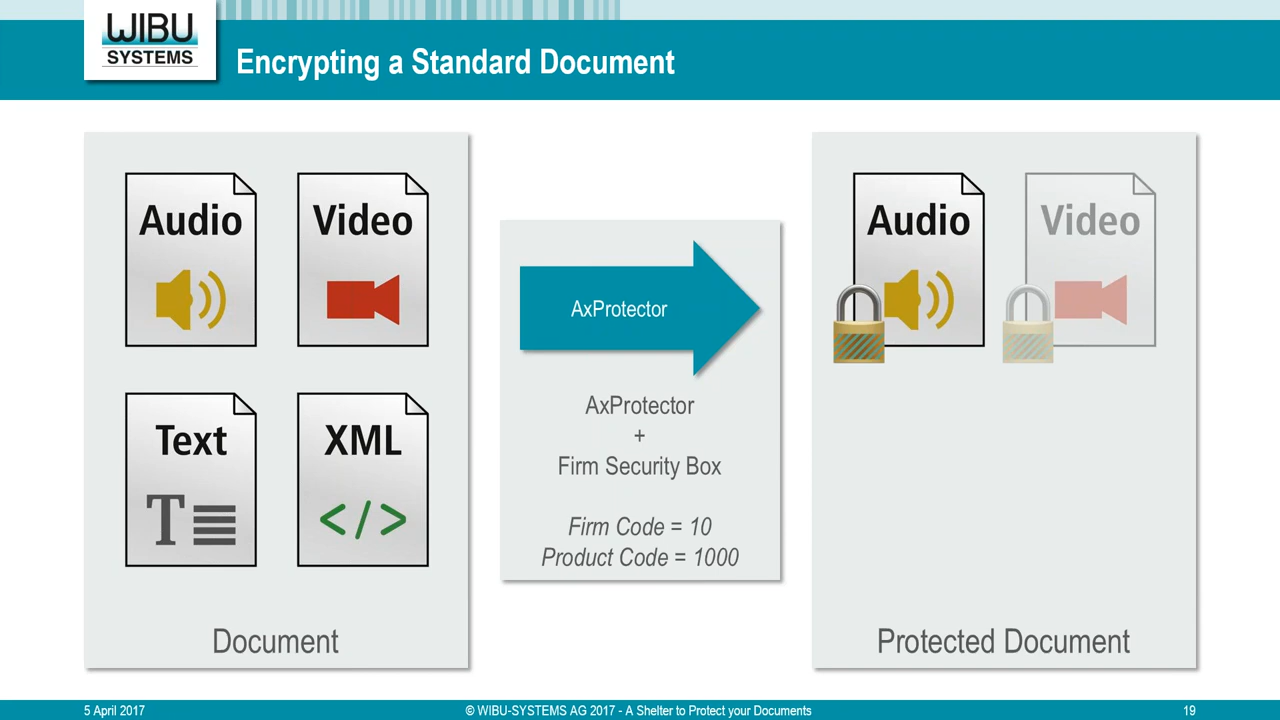 WIBU
SYSTEMS
Encrypting a Standard Document
Audio
Video
Text
XML
</>
Document
AxProtector
AxProtector
+
Firm Security Box
Firm Code = 10
Product Code = 1000
Audio
Video
Protected Document
5 April 2017
© WIBU-SYSTEMS AG 2017 - A Shelter to Protect your Documents
19